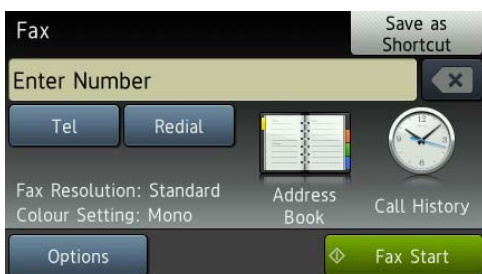 Fax
Save as
Shortcut
Enter Number
Tel
Redial
Fax Resolution: Standard
Colour Setting: Mono
Address
Book
Call History
Options
Fax Start